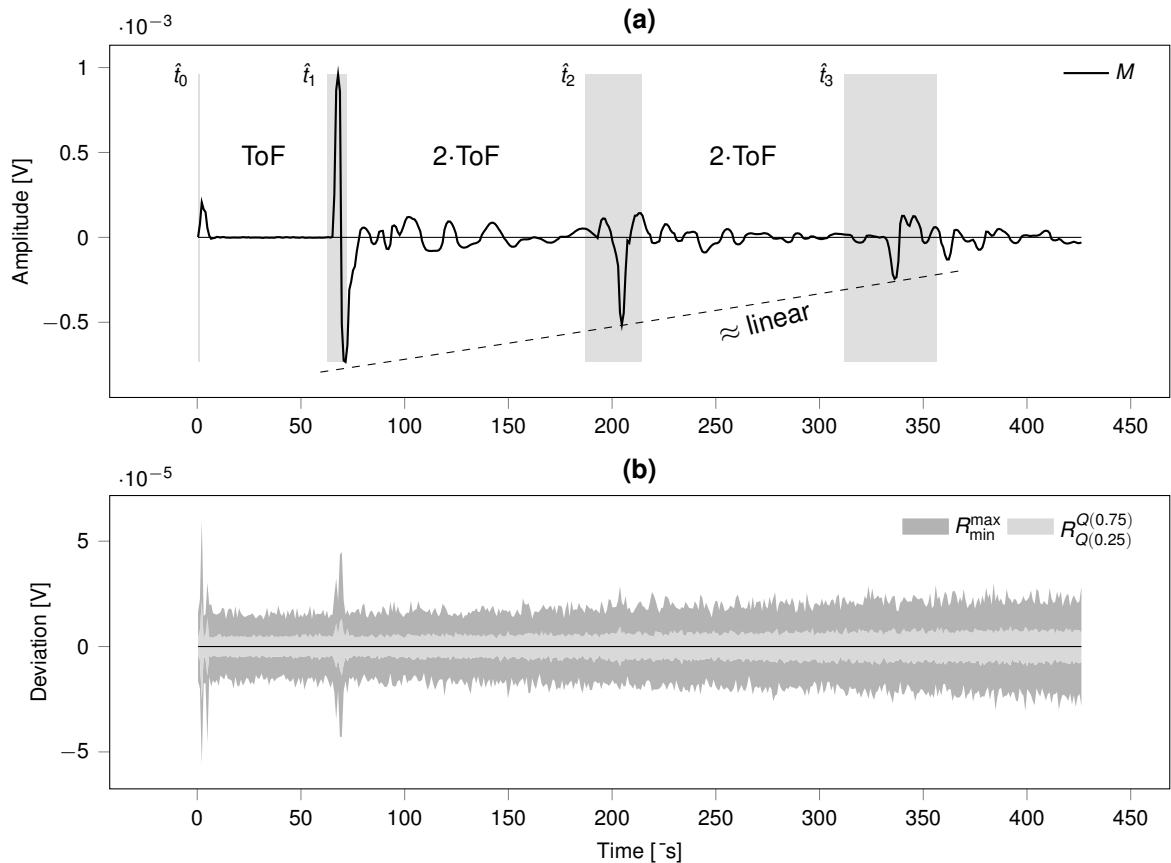 (a)
·10−3
t̂0 t̂1 t̂2 t̂3 M
ToF 2·ToF 2·ToF
≈ linear
1
0.5
0
−0.5
Amplitude [V]
0 50 100 150 200 250 300 350 400 450
(b)
·10−5
R max min R Q(0.75) Q(0.25)
5
0
−5
Deviation [V]
0 50 100 150 200 250 300 350 400 450
Time [¯s]